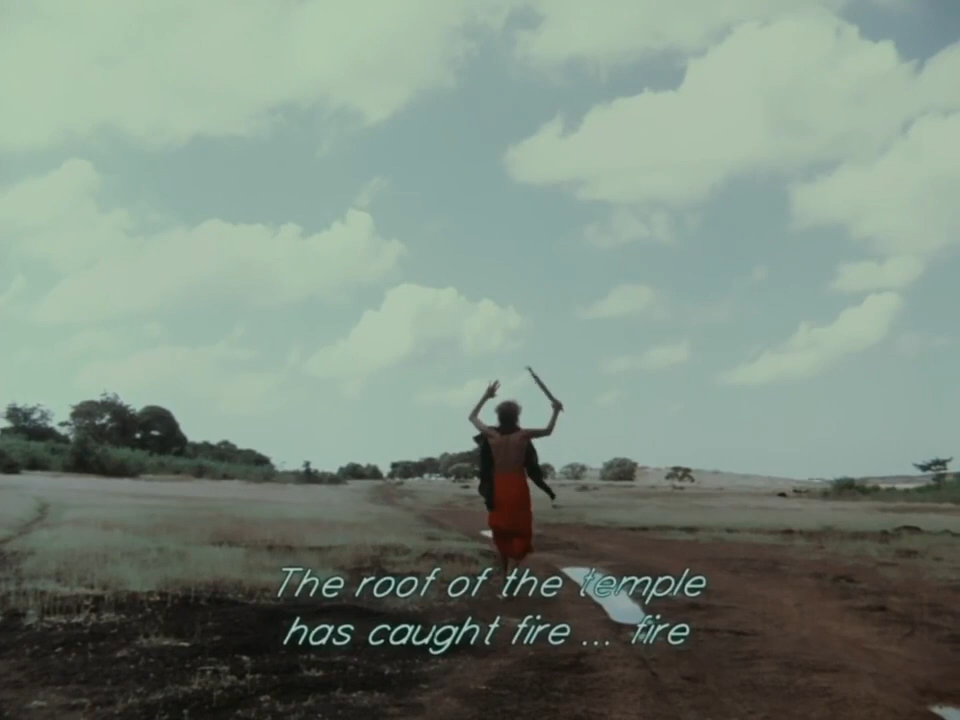 The roof of the temple
has caught fire ... fire